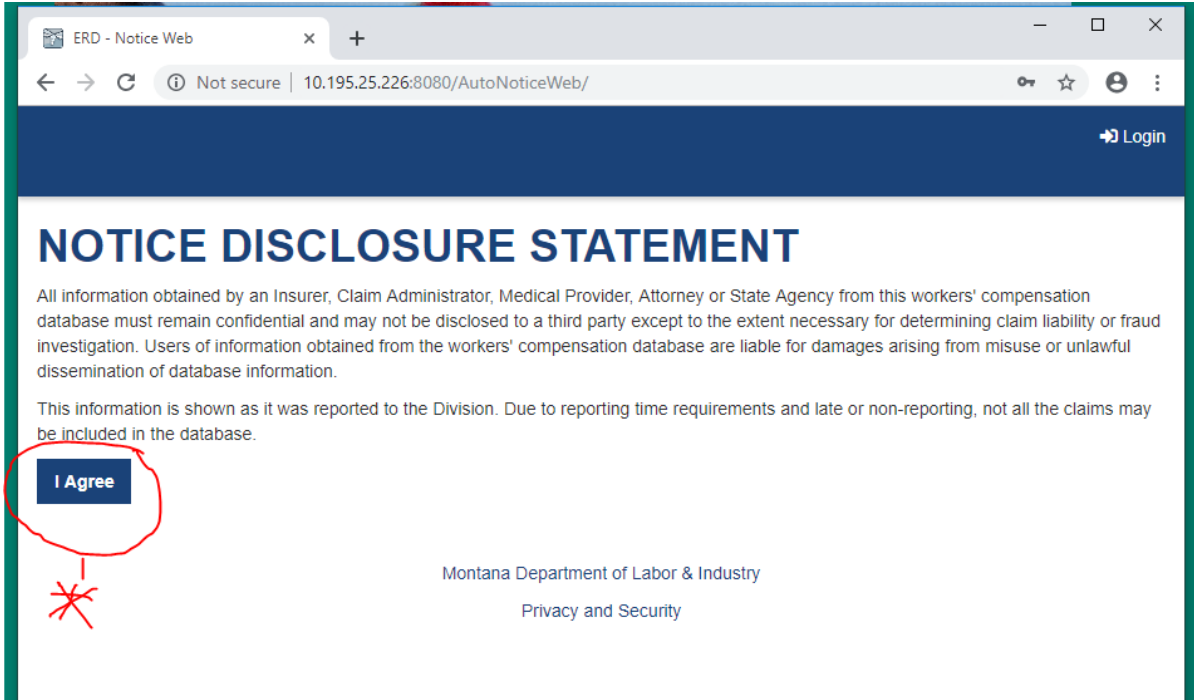 ERD - Notice Web
Not secure | 10.195.25.226:8080/AutoNoticeWeb/
Login
NOTICE DISCLOSURE STATEMENT
All information obtained by an Insurer, Claim Administrator, Medical Provider, Attorney or State Agency from this workers' compensation
database must remain confidential and may not be disclosed to a third party except to the extent necessary for determining claim liability or fraud
investigation. Users of information obtained from the workers' compensation database are liable for damages arising from misuse or unlawful
dissemination of database information.
This information is shown as it was reported to the Division. Due to reporting time requirements and late or non-reporting, not all the claims may
be included in the database.
I Agree
Montana Department of Labor & Industry
Privacy and Security